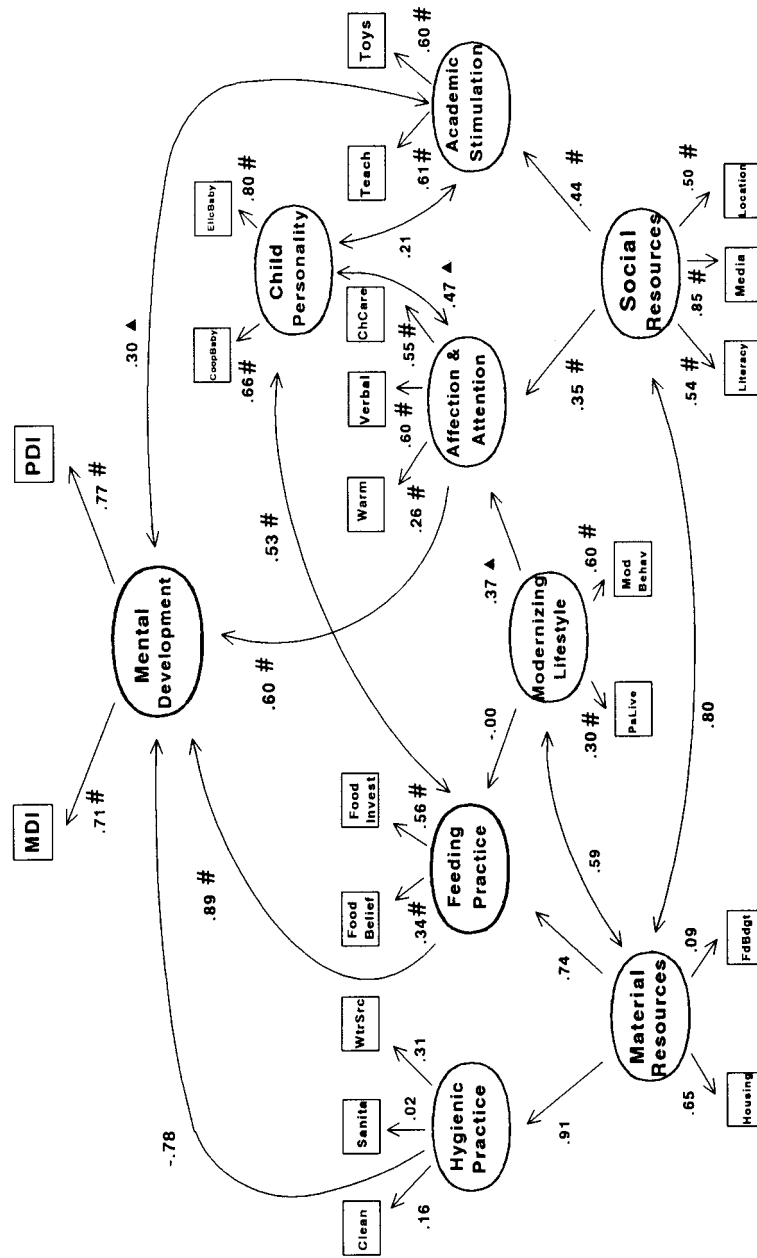 MDI
PDI
.71 #
.77 #
Mental
Development
-.78
.89 #
.60 #
.53 #
.30 ▲
CoopBaby
ElicBaby
.66 #
.80 #
Child
Personality
Clean
Sanita
WtrSrc
.16
.02
.31
Hygienic
Practice
Food
Belief
Food
Invest
.34 #
.56 #
Feeding
Practice
Warm
Verbal
ChCare
.26 #
.60 #
.55 #
Affection &
Attention
.47 ▲
.21
Teach
Toys
.61 #
.60 #
Academic
Stimulation
.91
.74
-.00
.37 ▲
.35 #
.44 #
Modernizing
Lifestyle
.30 #
.60 #
PaLive
Mod
Behav
.59
.80
Material
Resources
.65
.09
Housing
FdBdgt
Social
Resources
.54 #
.85 #
.50 #
Literacy
Media
Location